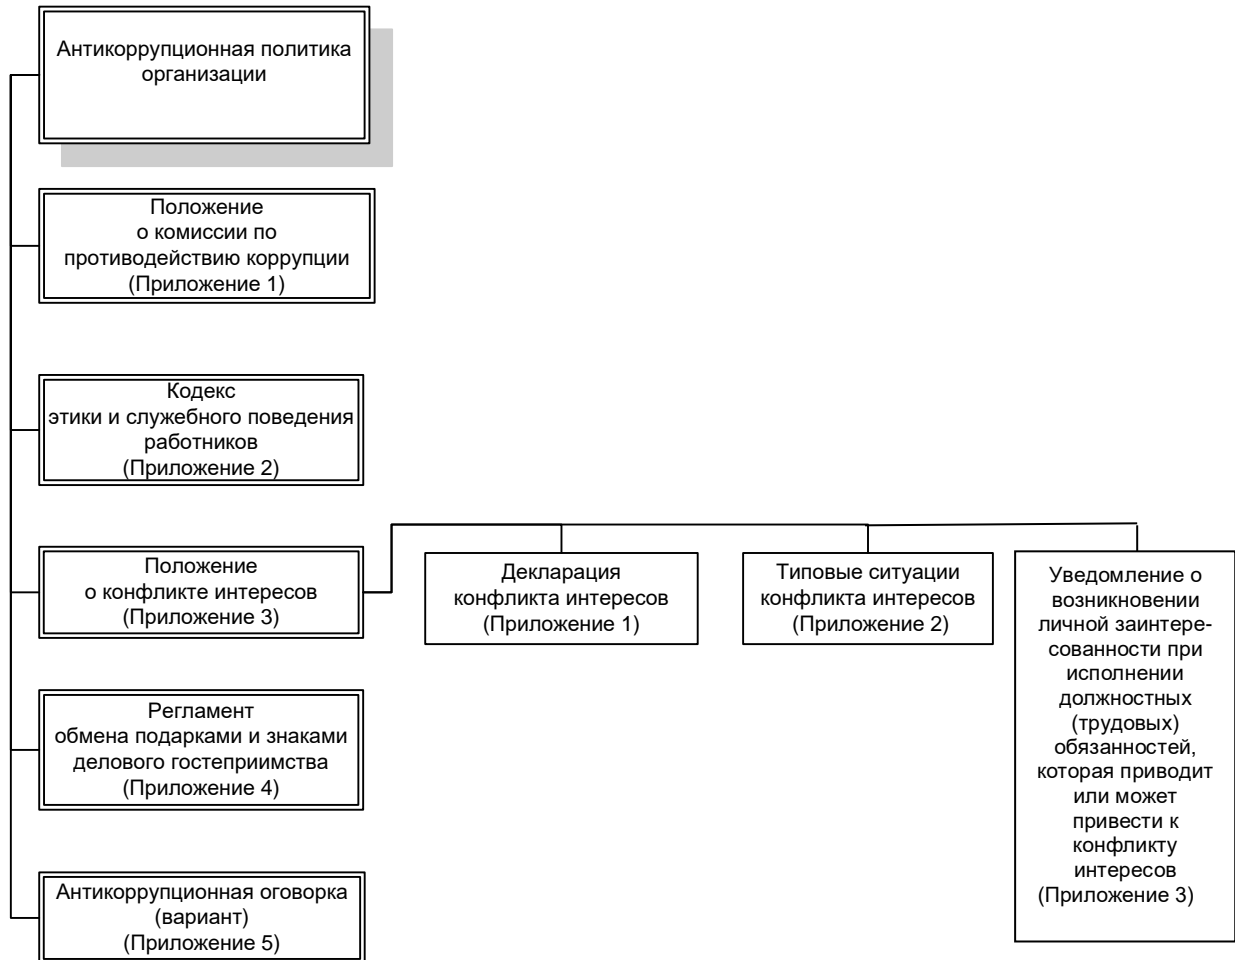 Антикоррупционная политика
организации
Положение
о комиссии по
противодействию коррупции
(Приложение 1)
Кодекс
этики и служебного поведения
работников
(Приложение 2)
Положение
о конфликте интересов
(Приложение 3)
Декларация
конфликта интересов
(Приложение 1)
Типовые ситуации
конфликта интересов
(Приложение 2)
Уведомление о
возникновении
личной заинтере-
сованности при
исполнении
должностных
(трудовых)
обязанностей,
которая приводит
или может
привести к
конфликту
интересов
(Приложение 3)
Регламент
обмена подарками и знаками
делового гостеприимства
(Приложение 4)
Антикоррупционная оговорка
(вариант)
(Приложение 5)